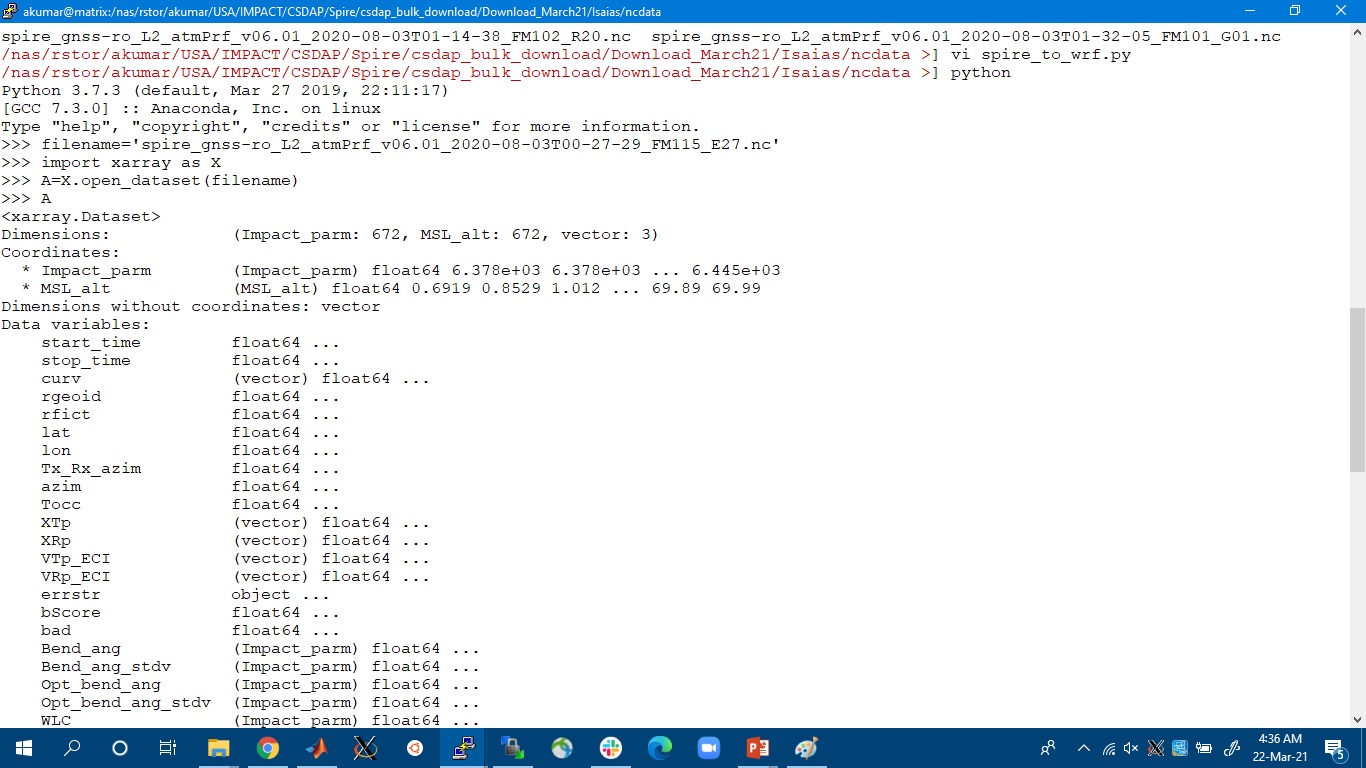 akumar@matrix:/nas/rstor/akumar/USA/IMPACT/CSDAP/Spire/csdap_bulk_download/Download_March21/Isaias/ncdata
spire_gnss-ro_L2_atmPrf_v06.01_2020-08-03T01-14-38_FM102_R20.nc  spire_gnss-ro_L2_atmPrf_v06.01_2020-08-03T01-32-05_FM101_G01.nc
/nas/rstor/akumar/USA/IMPACT/CSDAP/Spire/csdap_bulk_download/Download_March21/Isaias/ncdata >] vi spire_to_wrf.py
/nas/rstor/akumar/USA/IMPACT/CSDAP/Spire/csdap_bulk_download/Download_March21/Isaias/ncdata >] python
Python 3.7.3 (default, Mar 27 2019, 22:11:17)
[GCC 7.3.0] :: Anaconda, Inc. on linux
Type "help", "copyright", "credits" or "license" for more information.
>>> filename='spire_gnss-ro_L2_atmPrf_v06.01_2020-08-03T00-27-29_FM115_E27.nc'
>>> import xarray as X
>>> A=X.open_dataset(filename)
>>> A
<xarray.Dataset>
Dimensions:            (Impact_parm: 672, MSL_alt: 672, vector: 3)
Coordinates:
  * Impact_parm        (Impact_parm) float64 6.378e+03 6.378e+03 ... 6.445e+03
  * MSL_alt            (MSL_alt) float64 0.6919 0.8529 1.012 ... 69.89 69.99
Dimensions without coordinates: vector
Data variables:
    start_time         float64 ...
    stop_time          float64 ...
    curv               (vector) float64 ...
    rgeoid             float64 ...
    rfict              float64 ...
    lat                float64 ...
    lon                float64 ...
    Tx_Rx_azim         float64 ...
    azim               float64 ...
    Tocc               float64 ...
    XTp                (vector) float64 ...
    XRp                (vector) float64 ...
    VTp_ECI            (vector) float64 ...
    VRp_ECI            (vector) float64 ...
    errstr             object ...
    bScore             float64 ...
    bad                float64 ...
    Bend_ang           (Impact_parm) float64 ...
    Bend_ang_stdv      (Impact_parm) float64 ...
    Opt_bend_ang       (Impact_parm) float64 ...
    Opt_bend_ang_stdv  (Impact_parm) float64 ...
    WLC                (Impact_parm) float64 ...
4:36 AM
22-Mar-21
5